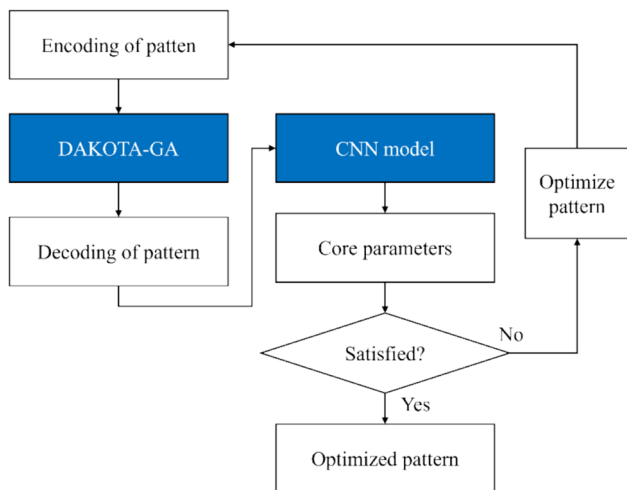 Encoding of patten
DAKOTA-GA
Decoding of pattern
CNN model
Core parameters
Satisfied?
No
Yes
Optimize
pattern
Optimized pattern